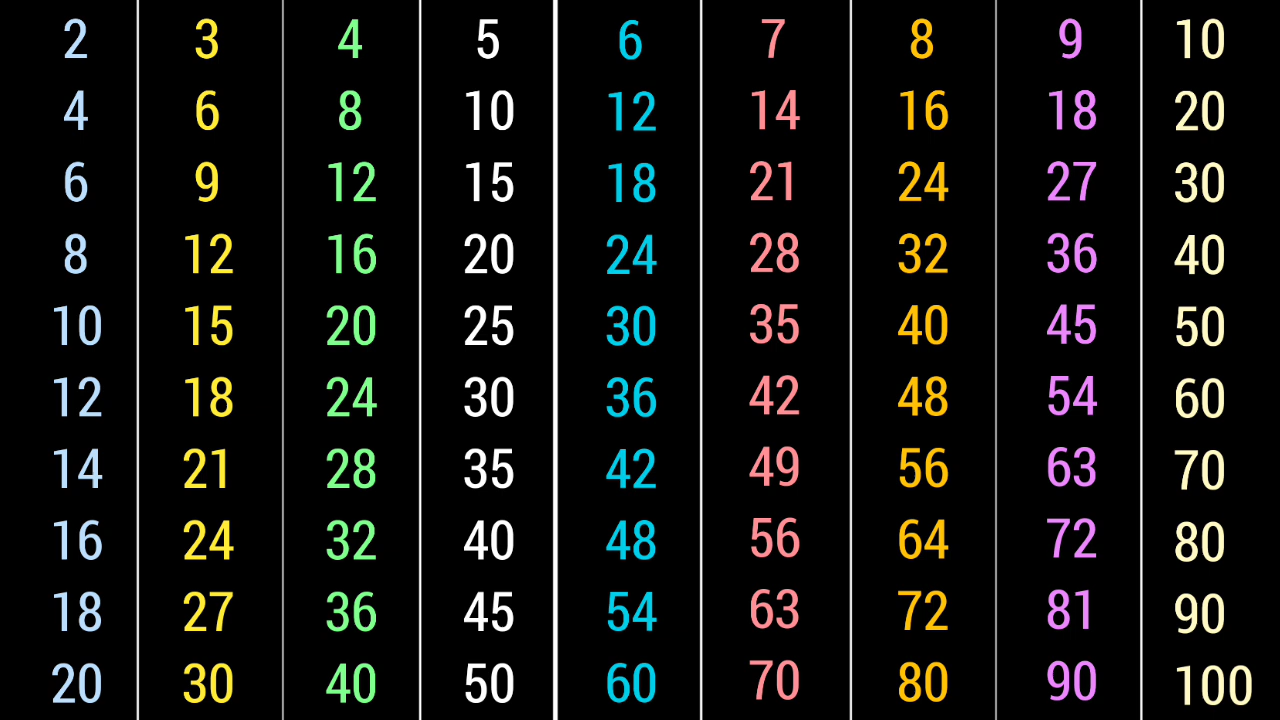 2 3 4 5 6 7 8 9 10
4 6 8 10 12 14 16 18 20
6 9 12 15 18 21 24 27 30
8 12 16 20 24 28 32 36 40
10 15 20 25 30 35 40 45 50
12 18 24 30 36 42 48 54 60
14 21 28 35 42 49 56 63 70
16 24 32 40 48 56 64 72 80
18 27 36 45 54 63 72 81 90
20 30 40 50 60 70 80 90 100